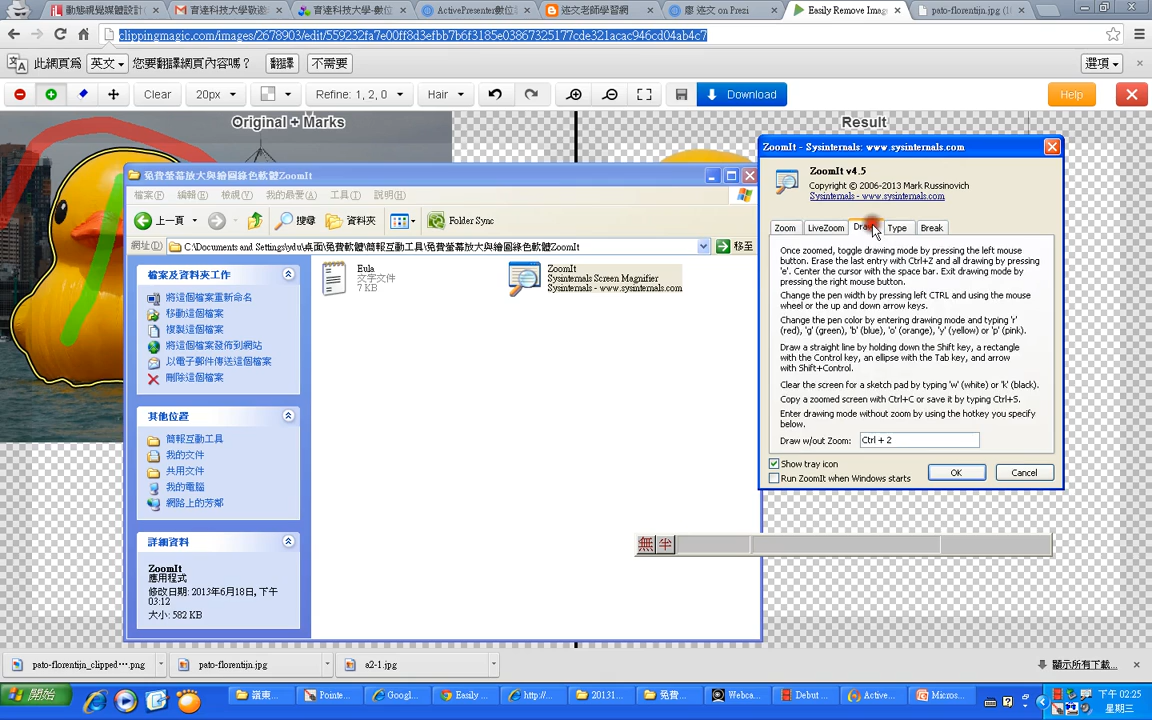 動態視覺媒體設計
育達科技大學敬邀
育達科技大學-數位
ActivePresenter數位
述文老師學習網
廖 述文 on Prezi
Easily Remove Imag
pato-florentijn.jpg (1
clippingmagic.com/images/2678903/edit/559232fa7e00ff8d3efbb7b6f3185e03867325177cde321acac946cd04ab4c7
此網頁為 英文 您要翻譯網頁內容嗎？ 翻譯 不需要 選項
Clear 20px Refine: 1, 2, 0 Hair Download Help
Original + Marks
Result
免費螢幕放大與繪圖綠色軟體ZoomIt
檔案(F) 編輯(E) 檢視(V) 我的最愛(A) 工具(T) 說明(H)
上一頁 搜尋 資料夾 Folder Sync
網址(D) C:\Documents and Settings\ydu\桌面\免費軟體\簡報互動工具\免費螢幕放大與繪圖綠色軟體ZoomIt 移至
檔案及資料夾工作
將這個檔案重新命名
移動這個檔案
複製這個檔案
將這個檔案發佈到網站
以電子郵件傳送這個檔案
刪除這個檔案
其他位置
簡報互動工具
我的文件
共用文件
我的電腦
網路上的芳鄰
詳細資料
ZoomIt
應用程式
修改日期: 2013年6月18日, 下午
03:12
大小: 582 KB
Eula
文字文件
7 KB
ZoomIt
Sysinternals Screen Magnifier
Sysinternals - www.sysinternals.com
ZoomIt - Sysinternals: www.sysinternals.com
ZoomIt v4.5
Copyright © 2006-2013 Mark Russinovich
Sysinternals - www.sysinternals.com
Zoom LiveZoom Draw Type Break
Once zoomed, toggle drawing mode by pressing the left mouse
button. Erase the last entry with Ctrl+Z and all drawing by pressing
'e'. Center the cursor with the space bar. Exit drawing mode by
pressing the right mouse button.
Change the pen width by pressing left CTRL and using the mouse
wheel or the up and down arrow keys.
Change the pen color by entering drawing mode and typing 'r'
(red), 'g' (green), 'b' (blue), 'o' (orange), 'y' (yellow) or 'p' (pink).
Draw a straight line by holding down the Shift key, a rectangle
with the Control key, an ellipse with the Tab key, and arrow
with Shift+Control.
Clear the screen for a sketch pad by typing 'w' (white) or 'k' (black).
Copy a zoomed screen with Ctrl+C or save it by typing Ctrl+S.
Enter drawing mode without zoom by using the hotkey you specify
below.
Draw w/out Zoom: Ctrl + 2
Show tray icon
Run ZoomIt when Windows starts
OK Cancel
無 半
pato-florentijn_clipped⋯.png
pato-florentijn.jpg
a2-1.jpg
顯示所有下載...
開始
嶺東...
Pointe...
Googl...
Easily ...
http:/...
20131...
免費...
Webca...
Debut ...
Active...
Micros...
下午 02:25
星期三